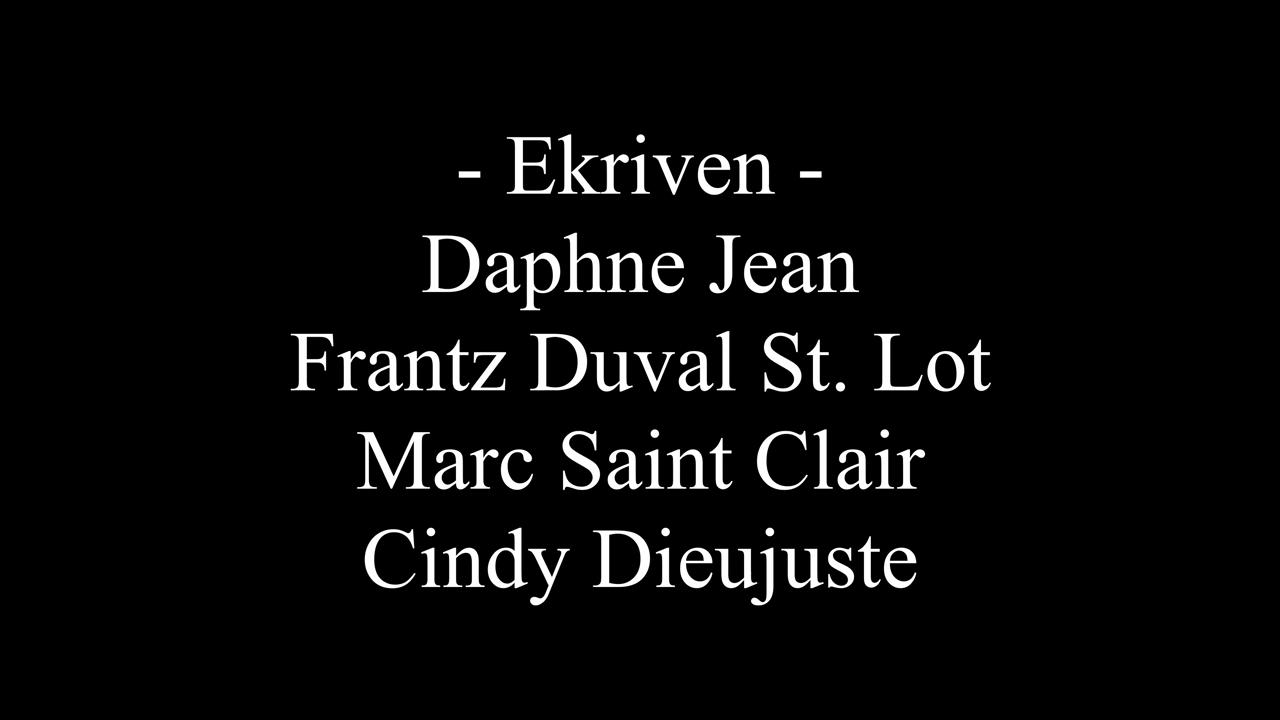 - Ekriven -
Daphne Jean
Frantz Duval St. Lot
Marc Saint Clair
Cindy Dieujuste